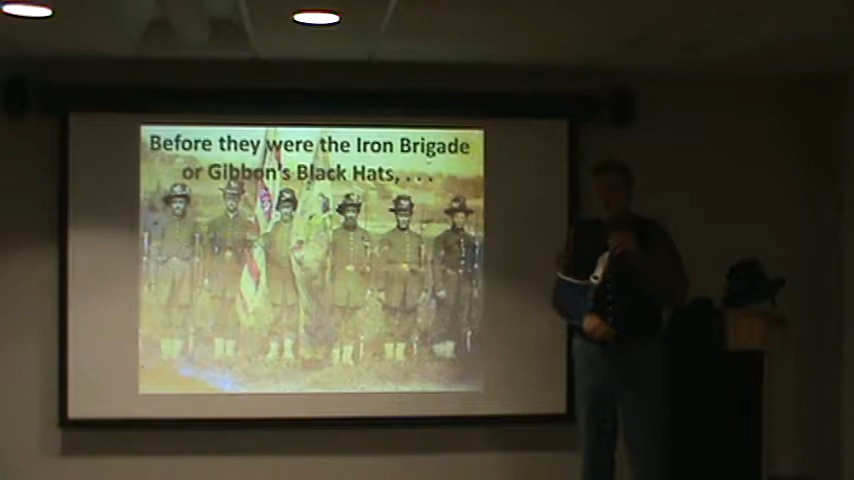 Before they were the Iron Brigade
or Gibbon's Black Hats, . . .